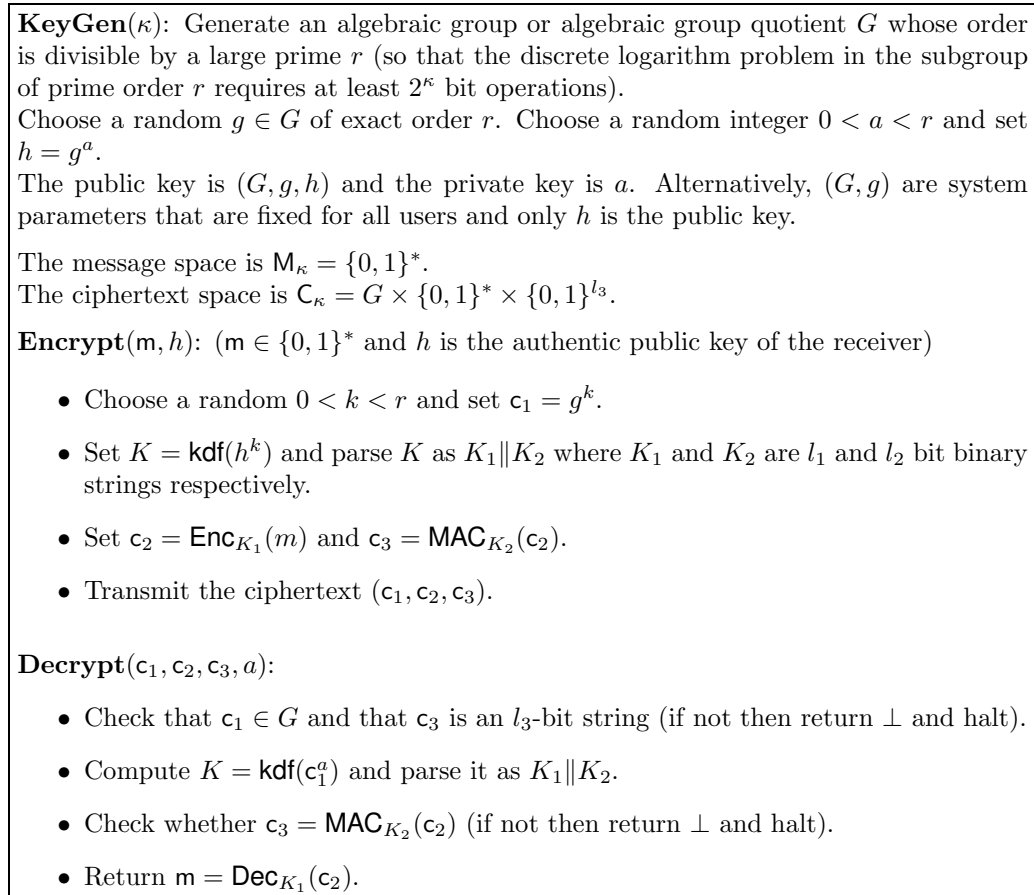 KeyGen(κ): Generate an algebraic group or algebraic group quotient G whose order
is divisible by a large prime r (so that the discrete logarithm problem in the subgroup
of prime order r requires at least 2^κ bit operations).
Choose a random g ∈ G of exact order r. Choose a random integer 0 < a < r and set
h = g^a.
The public key is (G, g, h) and the private key is a. Alternatively, (G, g) are system
parameters that are fixed for all users and only h is the public key.
The message space is M_κ = {0, 1}^*.
The ciphertext space is C_κ = G × {0, 1}^* × {0, 1}^{l_3}.
Encrypt(m, h): (m ∈ {0, 1}^* and h is the authentic public key of the receiver)
• Choose a random 0 < k < r and set c_1 = g^k.
• Set K = kdf(h^k) and parse K as K_1‖K_2 where K_1 and K_2 are l_1 and l_2 bit binary
strings respectively.
• Set c_2 = Enc_{K_1}(m) and c_3 = MAC_{K_2}(c_2).
• Transmit the ciphertext (c_1, c_2, c_3).
Decrypt(c_1, c_2, c_3, a):
• Check that c_1 ∈ G and that c_3 is an l_3-bit string (if not then return ⊥ and halt).
• Compute K = kdf(c_1^a) and parse it as K_1‖K_2.
• Check whether c_3 = MAC_{K_2}(c_2) (if not then return ⊥ and halt).
• Return m = Dec_{K_1}(c_2).